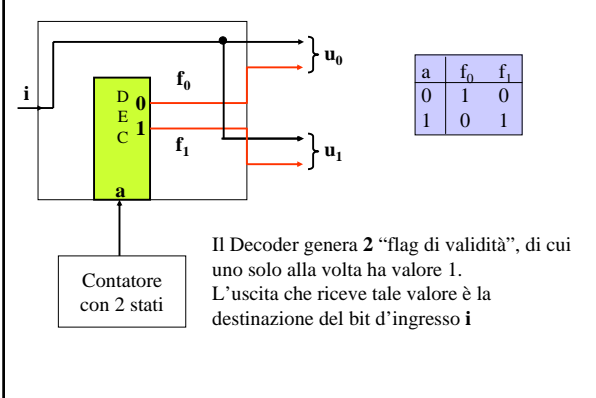 u0
f0
i
D
E
C
0
1
f1
u1
a
a f0 f1
0 1 0
1 0 1
Contatore
con 2 stati
Il Decoder genera 2 “flag di validità”, di cui
uno solo alla volta ha valore 1.
L’uscita che riceve tale valore è la
destinazione del bit d’ingresso i